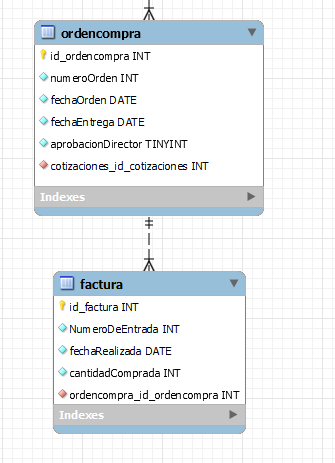 ordencompra
id_ordencompra INT
numeroOrden INT
fechaOrden DATE
fechaEntrega DATE
aprobacionDirector TINYINT
cotizaciones_id_cotizaciones INT
Indexes
factura
id_factura INT
NumeroDeEntrada INT
fechaRealizada DATE
cantidadComprada INT
ordencompra_id_ordencompra INT
Indexes